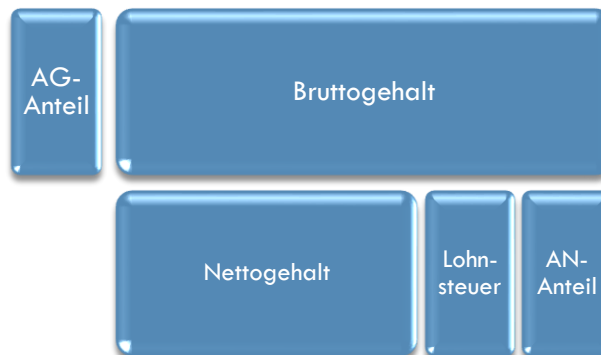 AG-
Anteil
Bruttogehalt
Nettogehalt
Lohn-
steuer
AN-
Anteil